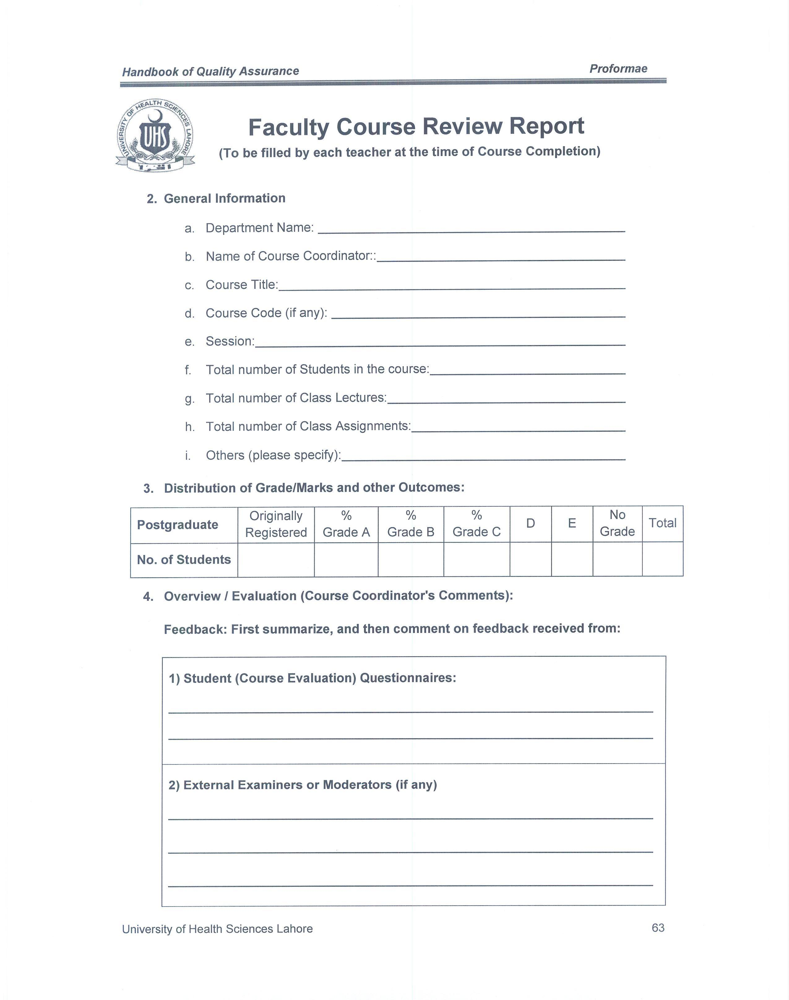 Handbook of Quality Assurance Proformae
UNIVERSITY OF HEALTH SCIENCES LAHORE
UHS
Faculty Course Review Report
(To be filled by each teacher at the time of Course Completion)
2. General Information
a. Department Name:
b. Name of Course Coordinator::
c. Course Title:
d. Course Code (if any):
e. Session:
f. Total number of Students in the course:
g. Total number of Class Lectures:
h. Total number of Class Assignments:
i. Others (please specify):
3. Distribution of Grade/Marks and other Outcomes:
Postgraduate Originally Registered % Grade A % Grade B % Grade C D E No Grade Total
No. of Students
4. Overview / Evaluation (Course Coordinator's Comments):
Feedback: First summarize, and then comment on feedback received from:
1) Student (Course Evaluation) Questionnaires:
2) External Examiners or Moderators (if any)
University of Health Sciences Lahore 63